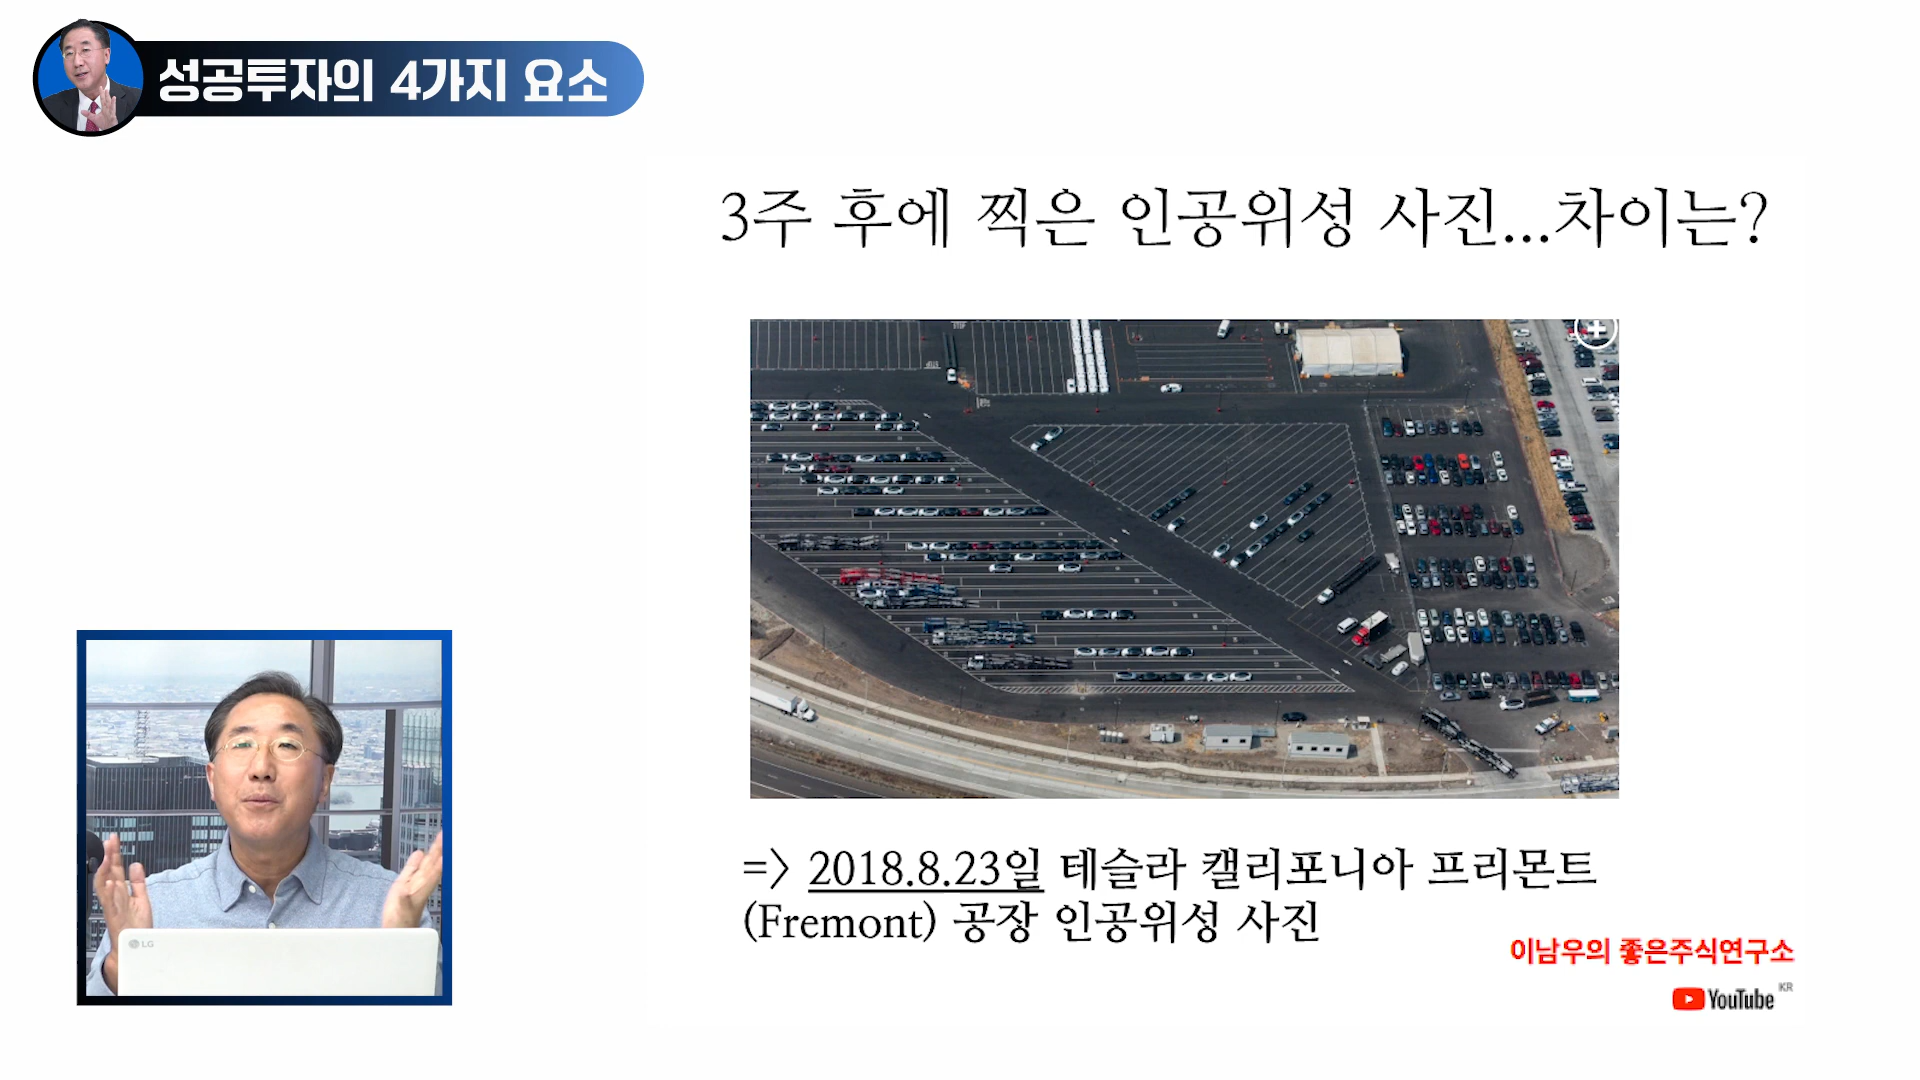 성공투자의 4가지 요소
3주 후에 찍은 인공위성 사진...차이는?
=> 2018.8.23일 테슬라 캘리포니아 프리몬트
(Fremont) 공장 인공위성 사진
이남우의 좋은주식연구소
YouTube KR
LG